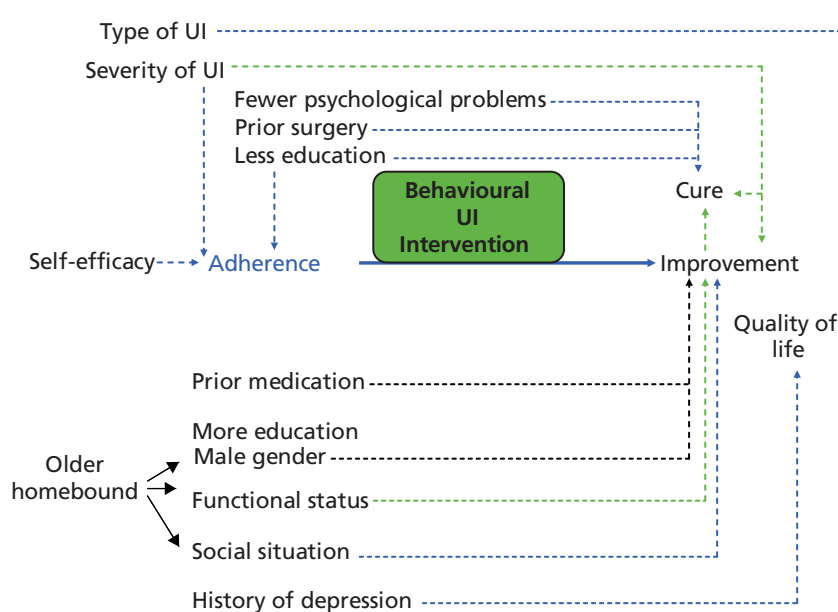 Type of UI
Severity of UI
Fewer psychological problems
Prior surgery
Less education
Behavioural
UI
Intervention
Cure
Self-efficacy
Adherence
Improvement
Quality of
life
Prior medication
More education
Male gender
Older
homebound
Functional status
Social situation
History of depression